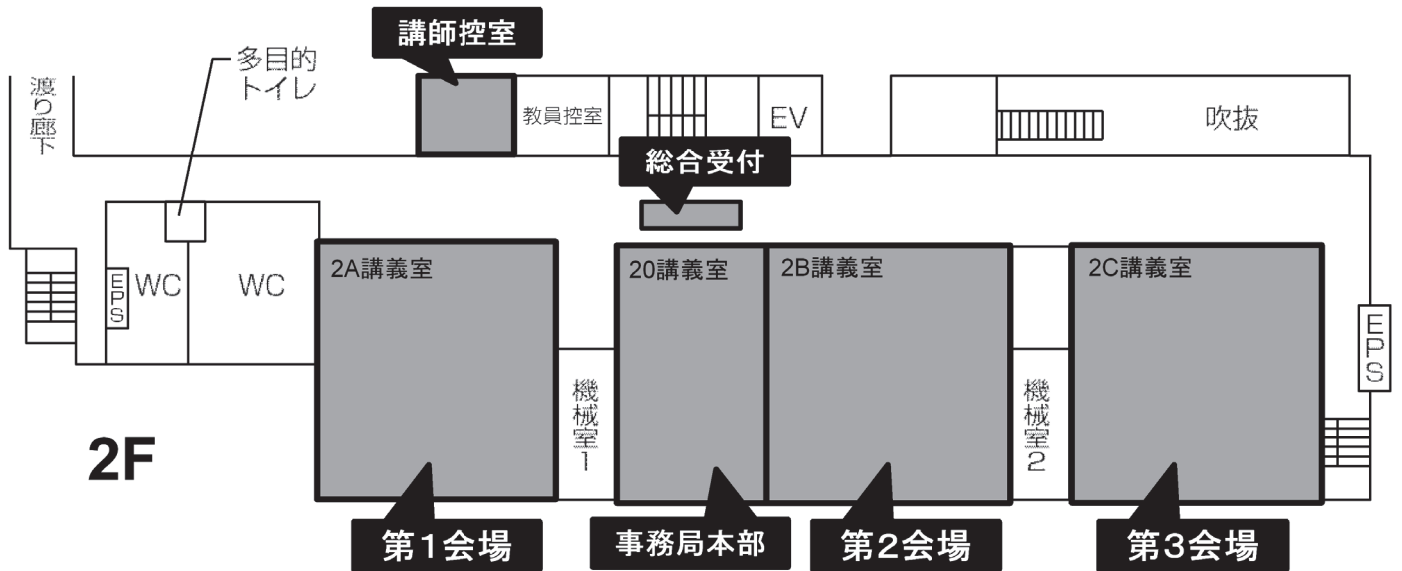 講師控室
多目的
トイレ
渡り廊下
教員控室
EV
吹抜
総合受付
2A講義室
20講義室
2B講義室
2C講義室
EPS
WC
WC
EPS
機械室1
機械室2
2F
第1会場
事務局本部
第2会場
第3会場